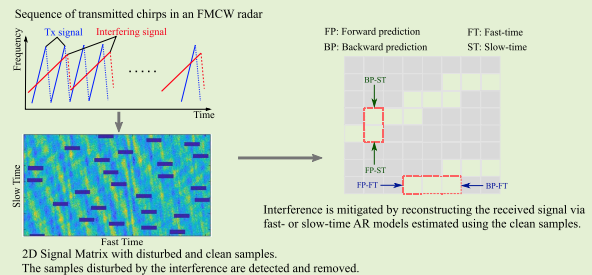 Sequence of transmitted chirps in an FMCW radar
Frequency
Tx signal
Interfering signal
Time
Slow Time
Fast Time
2D Signal Matrix with disturbed and clean samples.
The samples disturbed by the interference are detected and removed.
FP: Forward prediction
FT: Fast-time
BP: Backward prediction
ST: Slow-time
BP-ST
FP-ST
FP-FT
BP-FT
Interference is mitigated by reconstructing the received signal via
fast- or slow-time AR models estimated using the clean samples.